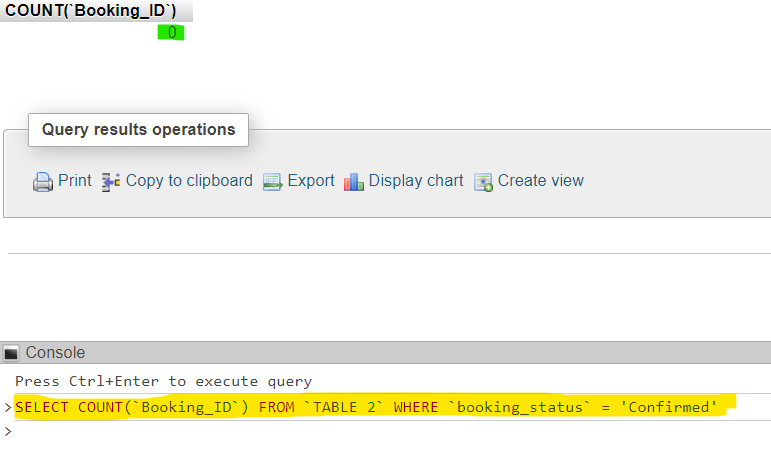 COUNT(`Booking_ID`)
0
Query results operations
Print Copy to clipboard Export Display chart Create view
Console
Press Ctrl+Enter to execute query
>SELECT COUNT(`Booking_ID`) FROM `TABLE 2` WHERE `booking_status` = 'Confirmed'
>